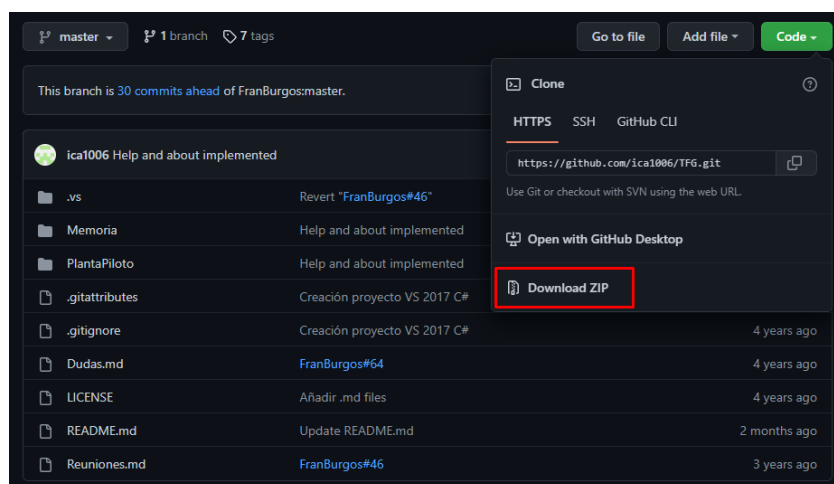 master 1 branch 7 tags Go to file Add file Code
This branch is 30 commits ahead of FranBurgos:master.
Clone
HTTPS SSH GitHub CLI
https://github.com/ica1006/TFG.git
Use Git or checkout with SVN using the web URL.
Open with GitHub Desktop
Download ZIP
ica1006 Help and about implemented
.vs Revert "FranBurgos#46"
Memoria Help and about implemented
PlantaPiloto Help and about implemented
.gitattributes Creación proyecto VS 2017 C#
.gitignore Creación proyecto VS 2017 C# 4 years ago
Dudas.md FranBurgos#64 4 years ago
LICENSE Añadir .md files 4 years ago
README.md Update README.md 2 months ago
Reuniones.md FranBurgos#46 3 years ago